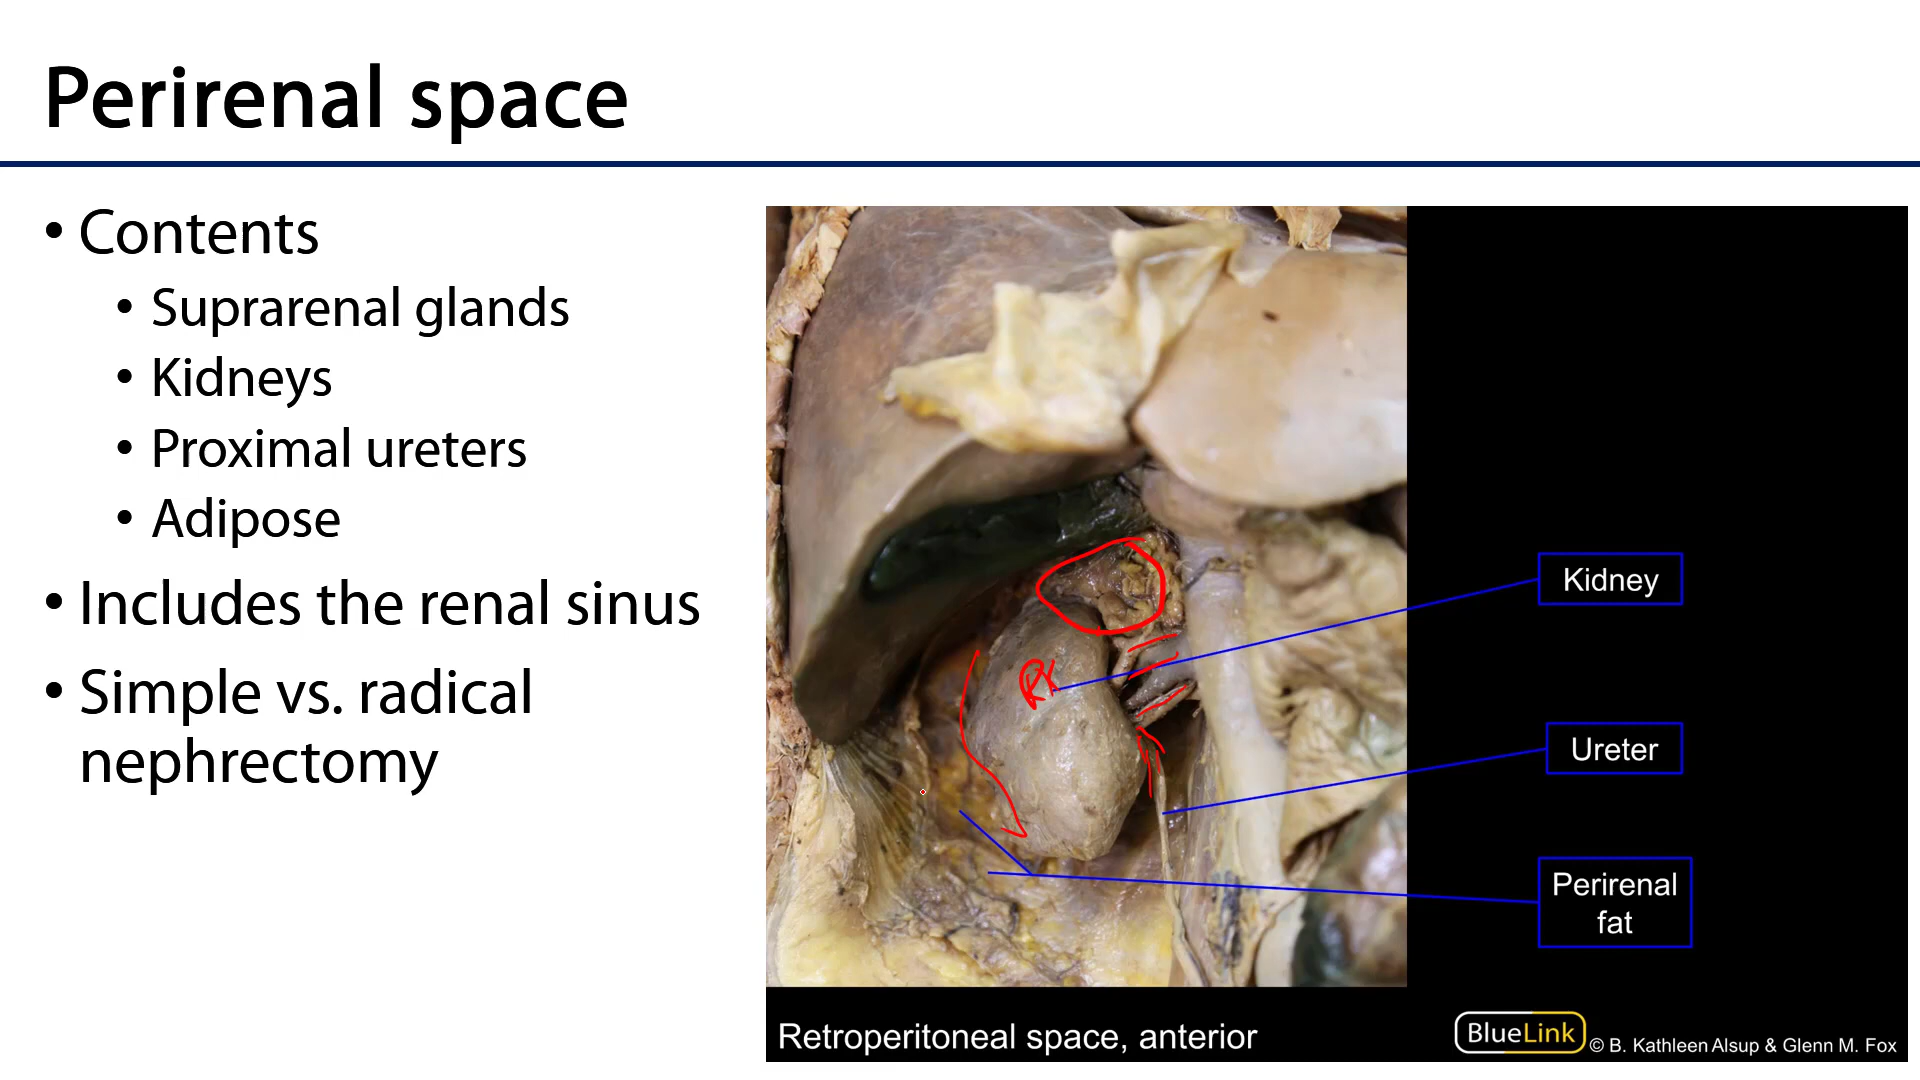 Perirenal space
• Contents
• Suprarenal glands
• Kidneys
• Proximal ureters
• Adipose
• Includes the renal sinus
• Simple vs. radical
nephrectomy
RK
Kidney
Ureter
Perirenal
fat
Retroperitoneal space, anterior
BlueLink
© B. Kathleen Alsup & Glenn M. Fox